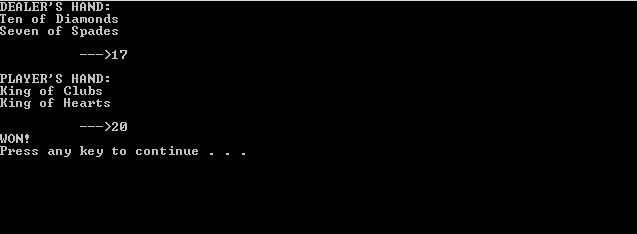 DEALER'S HAND:
Ten of Diamonds
Seven of Spades
--->17
PLAYER'S HAND:
King of Clubs
King of Hearts
--->20
WON!
Press any key to continue . . .